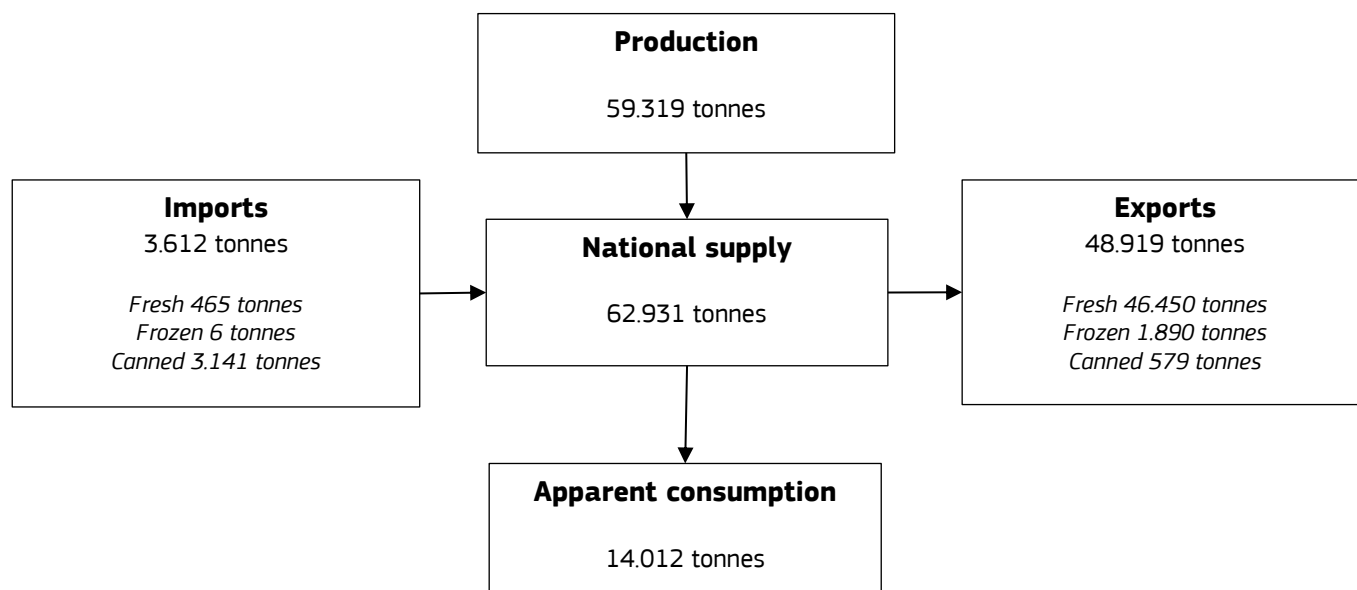 Production
59.319 tonnes
Imports
3.612 tonnes
Fresh 465 tonnes
Frozen 6 tonnes
Canned 3.141 tonnes
National supply
62.931 tonnes
Exports
48.919 tonnes
Fresh 46.450 tonnes
Frozen 1.890 tonnes
Canned 579 tonnes
Apparent consumption
14.012 tonnes